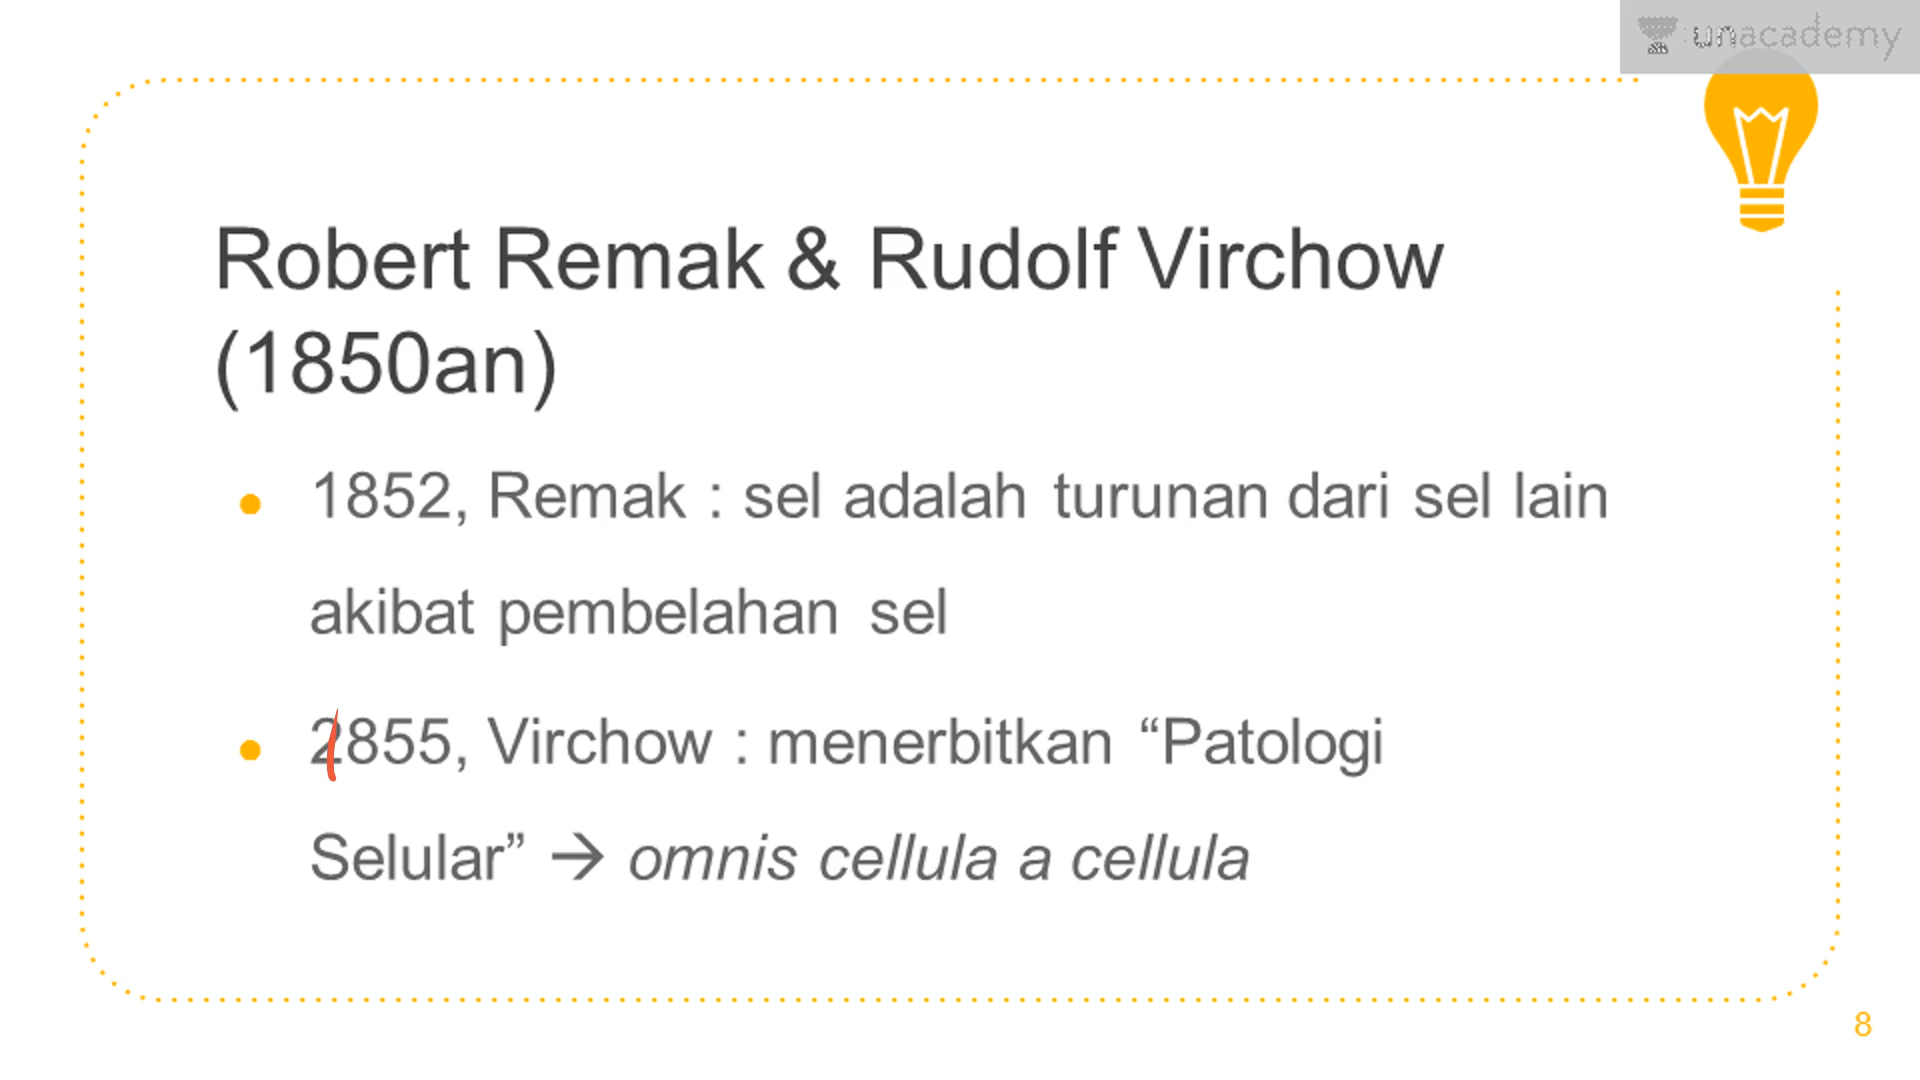 unacademy
Robert Remak & Rudolf Virchow
(1850an)
1852, Remak : sel adalah turunan dari sel lain
akibat pembelahan sel
2855, Virchow : menerbitkan “Patologi
Selular” → omnis cellula a cellula
8